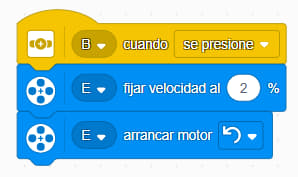 B cuando se presione
E fijar velocidad al 2 %
E arrancar motor